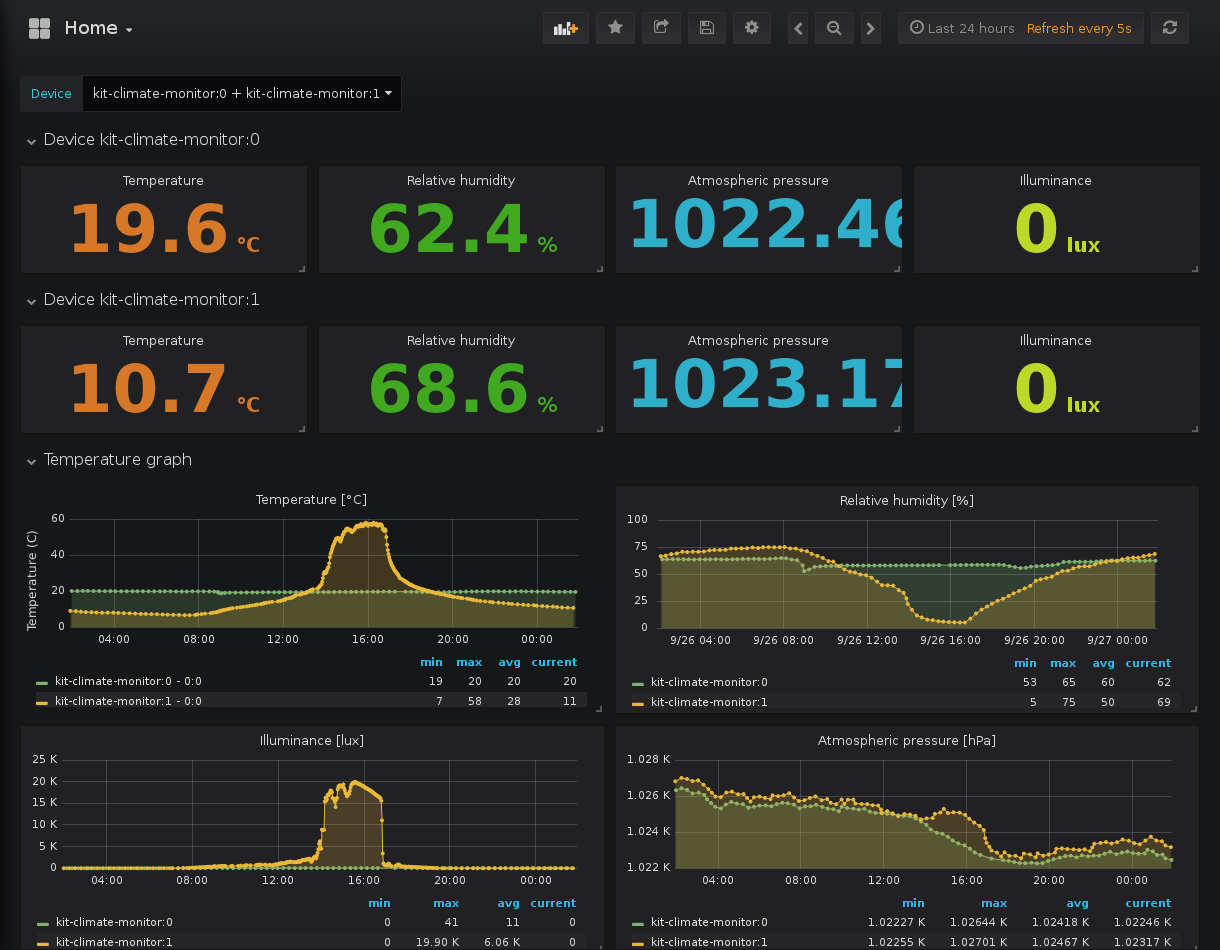 Home
Last 24 hours Refresh every 5s
Device kit-climate-monitor:0 + kit-climate-monitor:1
Device kit-climate-monitor:0
Temperature Relative humidity Atmospheric pressure Illuminance
19.6 °C 62.4 % 1022.46 0 lux
Device kit-climate-monitor:1
Temperature Relative humidity Atmospheric pressure Illuminance
10.7 °C 68.6 % 1023.17 0 lux
Temperature graph
Temperature [°C]
Temperature (C)
60
40
20
0
04:00 08:00 12:00 16:00 20:00 00:00
min max avg current
kit-climate-monitor:0 - 0:0 19 20 20 20
kit-climate-monitor:1 - 0:0 7 58 28 11
Relative humidity [%]
100
75
50
25
0
9/26 04:00 9/26 08:00 9/26 12:00 9/26 16:00 9/26 20:00 9/27 00:00
min max avg current
kit-climate-monitor:0 53 65 60 62
kit-climate-monitor:1 5 75 50 69
Illuminance [lux]
25 K
20 K
15 K
10 K
5 K
0
04:00 08:00 12:00 16:00 20:00 00:00
min max avg current
kit-climate-monitor:0 0 41 11 0
kit-climate-monitor:1 0 19.90 K 6.06 K 0
Atmospheric pressure [hPa]
1.028 K
1.026 K
1.024 K
1.022 K
04:00 08:00 12:00 16:00 20:00 00:00
min max avg current
kit-climate-monitor:0 1.02227 K 1.02644 K 1.02418 K 1.02246 K
kit-climate-monitor:1 1.02255 K 1.02701 K 1.02467 K 1.02317 K